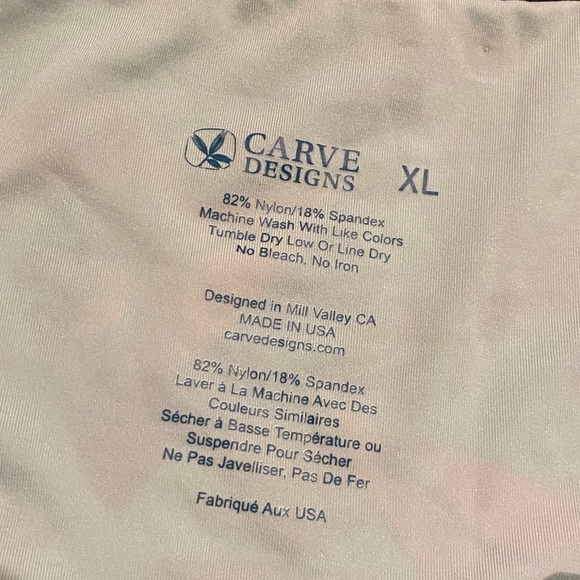 CARVE
DESIGNS
XL
82% Nylon/18% Spandex
Machine Wash With Like Colors
Tumble Dry Low Or Line Dry
No Bleach, No Iron
Designed in Mill Valley CA
MADE IN USA
carvedesigns.com
82% Nylon/18% Spandex
Laver à La Machine Avec Des
Couleurs Similaires
Sécher à Basse Température ou
Suspendre Pour Sécher
Ne Pas Javelliser, Pas De Fer
Fabriqué Aux USA